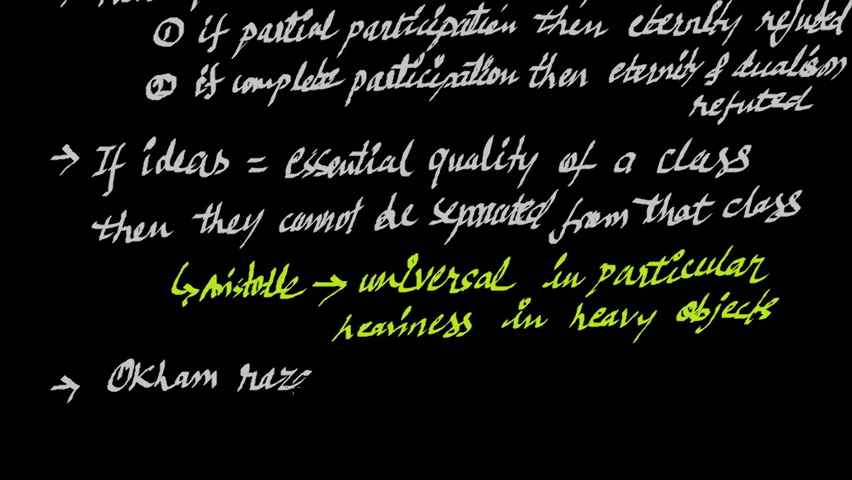 ① if partial participation then eternity refuted
② if complete participation then eternity & dualism
refuted
→ If ideas = essential quality of a class
then they cannot be separated from that class
↳ Aristotle → universal in particular
heaviness in heavy objects
→ Okham razo